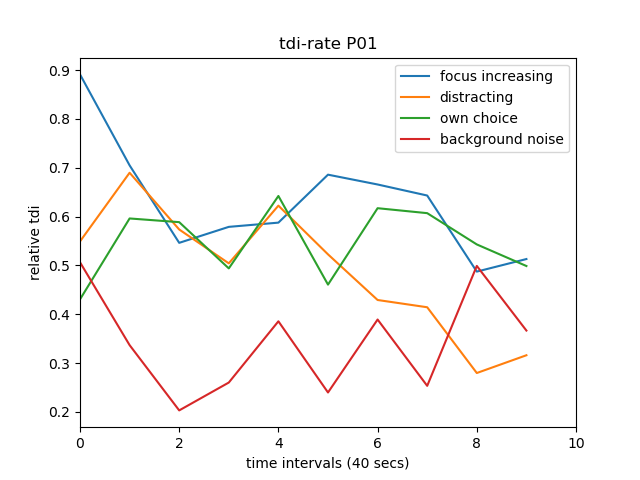 tdi-rate P01
focus increasing
distracting
own choice
background noise
relative tdi
0.9
0.8
0.7
0.6
0.5
0.4
0.3
0.2
0 2 4 6 8 10
time intervals (40 secs)